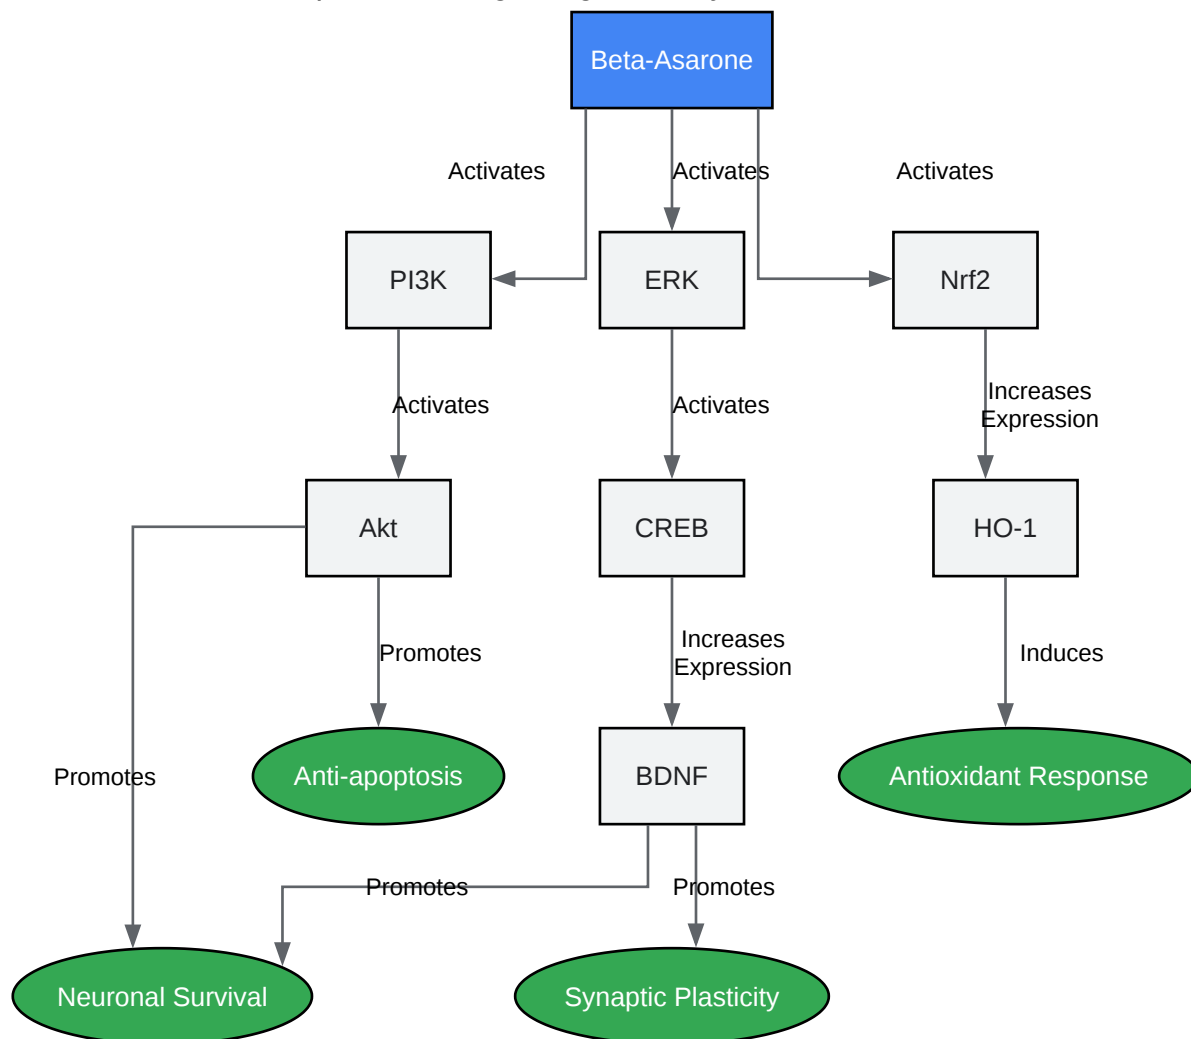 Beta-Asarone
Activates
Activates
Activates
PI3K
ERK
Nrf2
Activates
Activates
Increases
Expression
Akt
CREB
HO-1
Promotes
Increases
Expression
Induces
Promotes
Anti-apoptosis
BDNF
Antioxidant Response
Promotes
Promotes
Neuronal Survival
Synaptic Plasticity